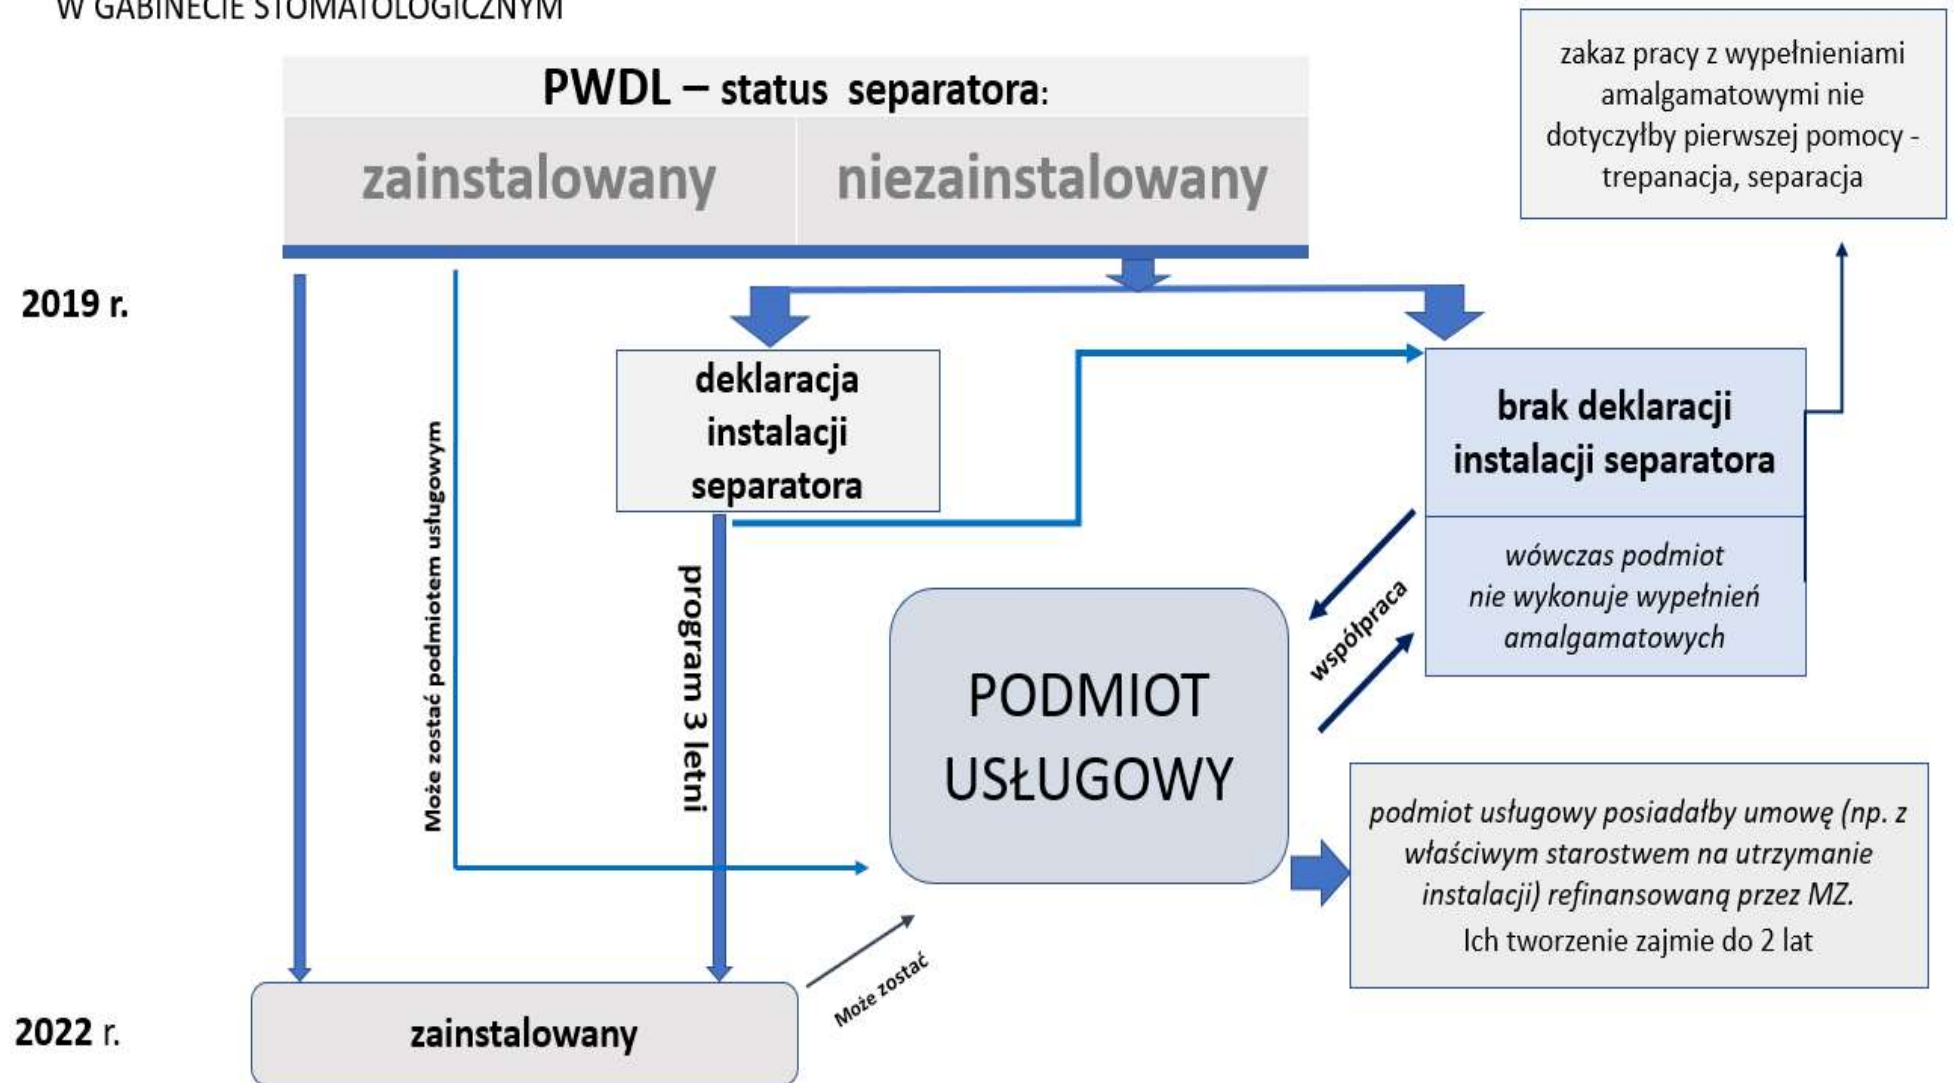 W GABINECIE STOMATOLOGICZNYM
PWDL – status separatora:
zainstalowany
niezainstalowany
zakaz pracy z wypełnieniami
amalgamatowymi nie
dotyczyłby pierwszej pomocy -
trepanacja, separacja
2019 r.
deklaracja
instalacji
separatora
brak deklaracji
instalacji separatora
wówczas podmiot
nie wykonuje wypełnień
amalgamatowych
Może zostać podmiotem usługowym
program 3 letni
współpraca
PODMIOT
USŁUGOWY
podmiot usługowy posiadałby umowę (np. z
właściwym starostwem na utrzymanie
instalacji) refinansowaną przez MZ.
Ich tworzenie zajmie do 2 lat
Może zostać
2022 r.
zainstalowany